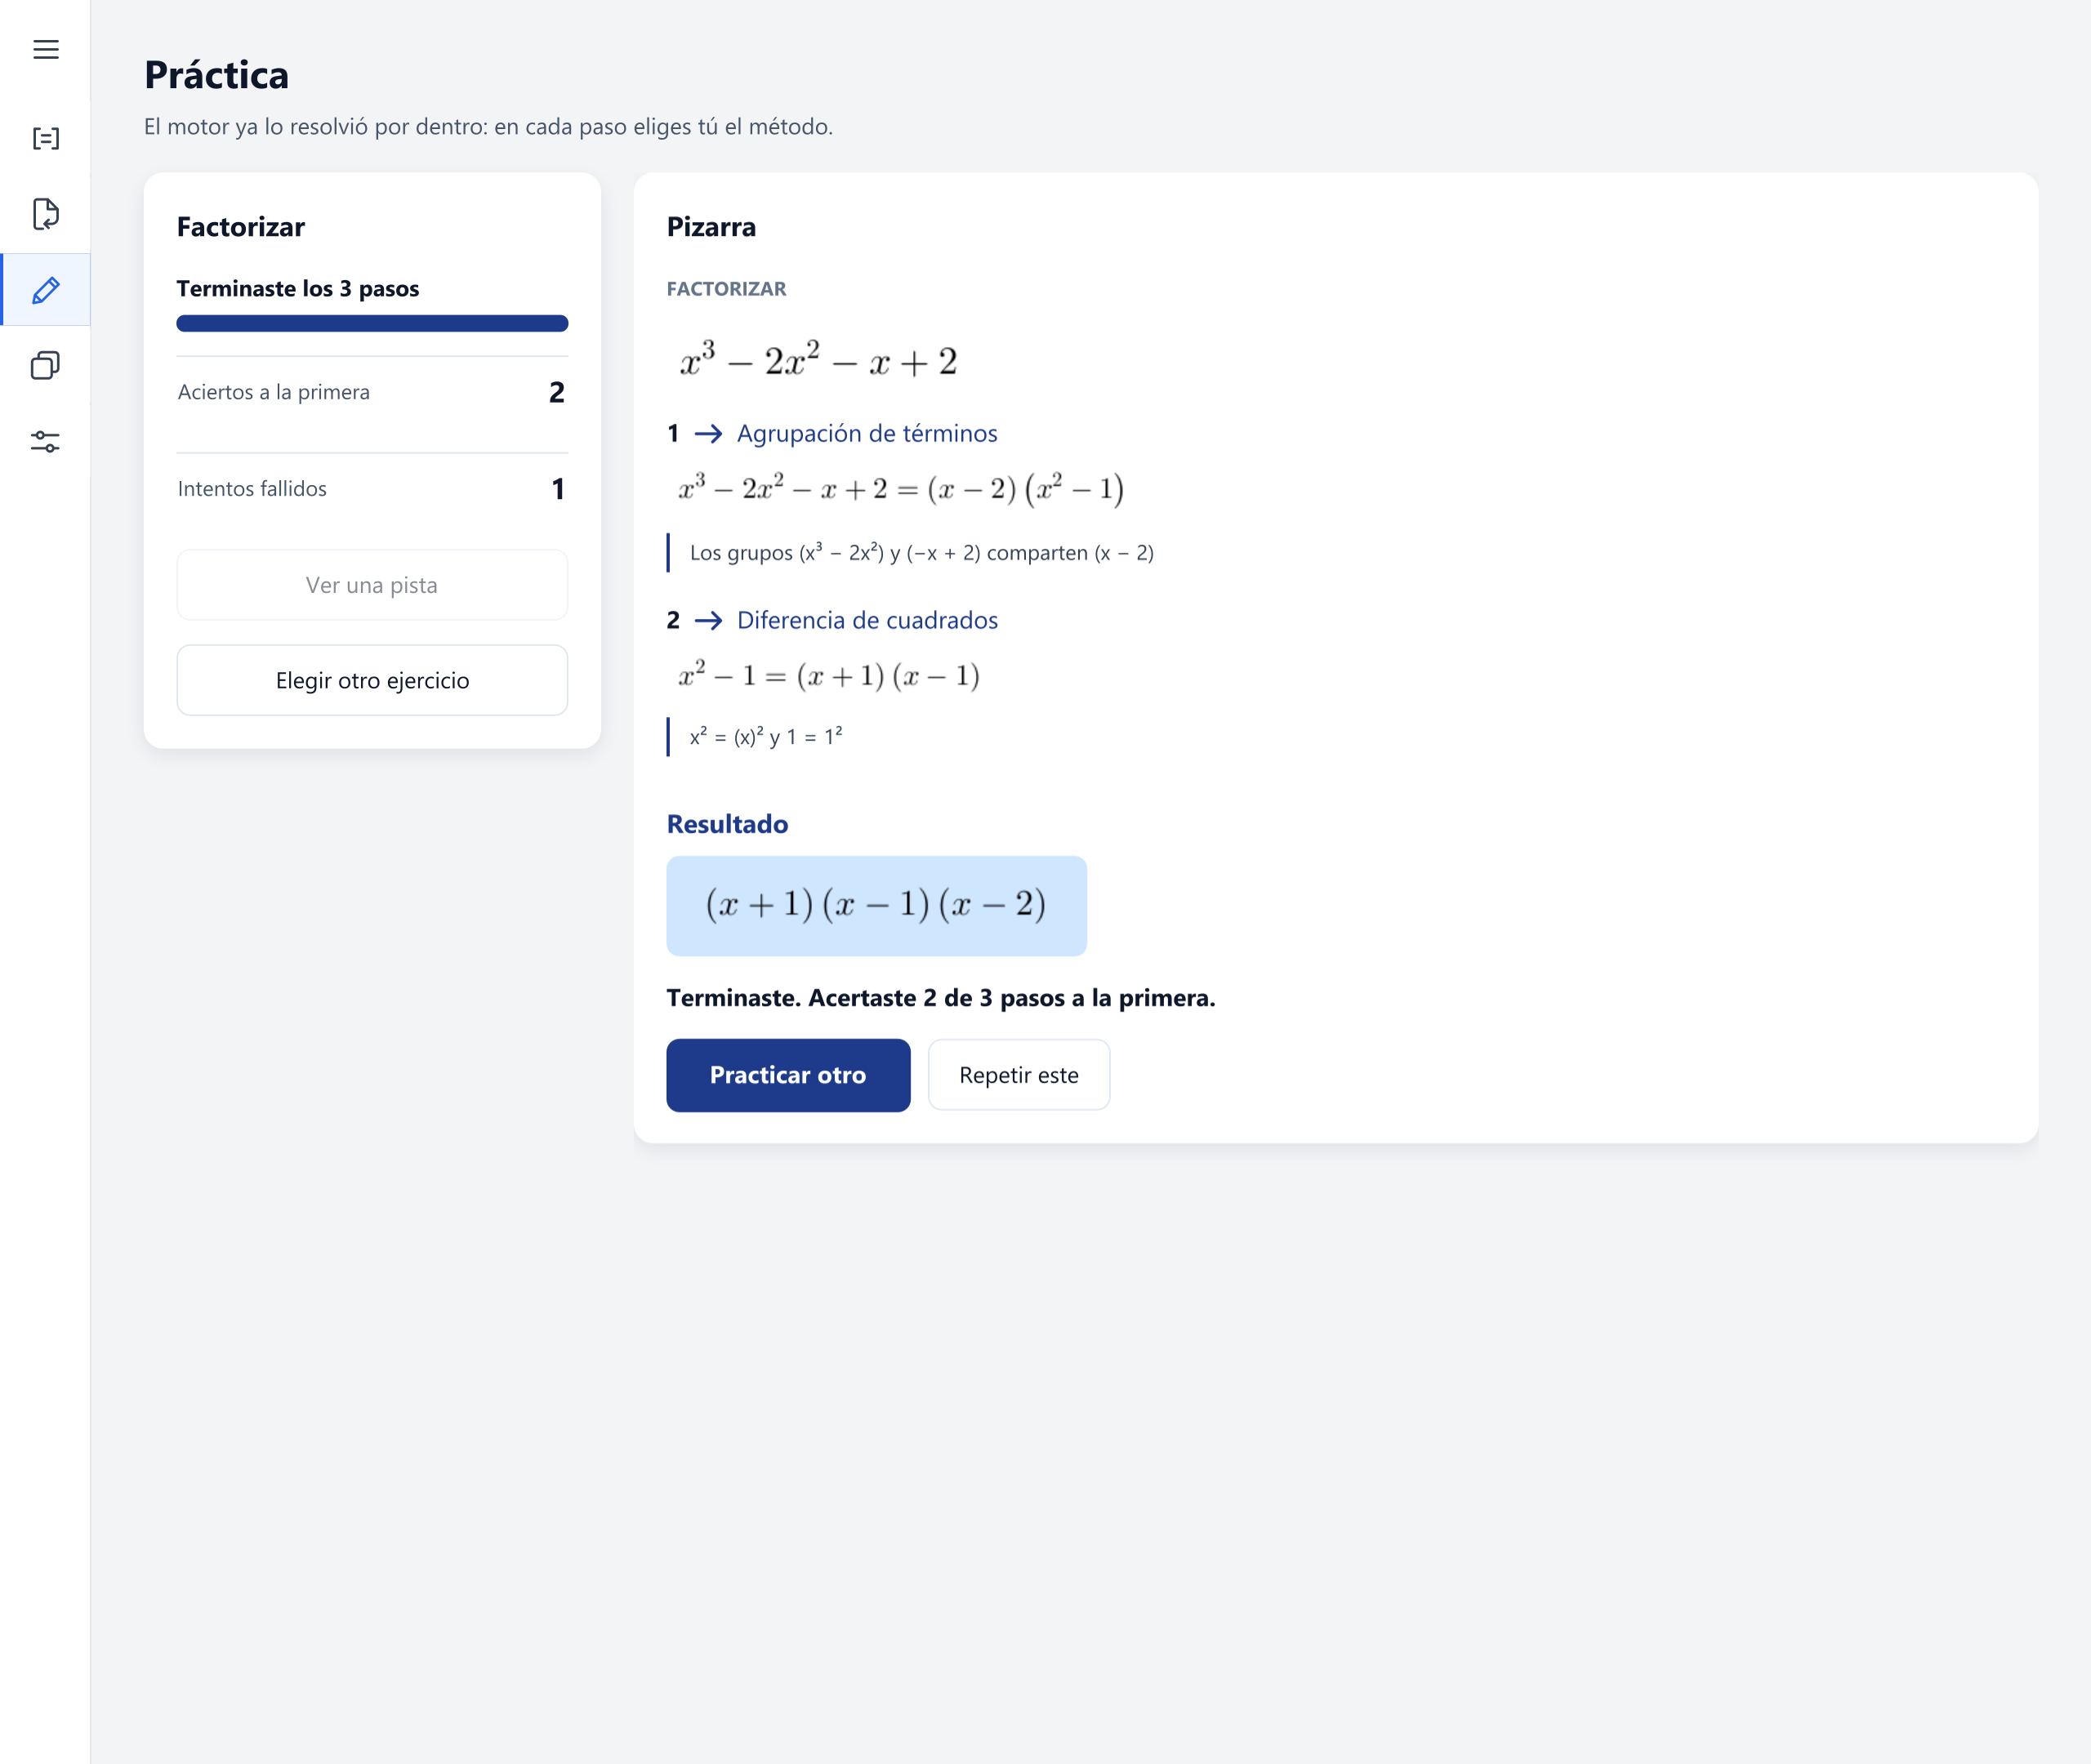 Práctica
El motor ya lo resolvió por dentro: en cada paso eliges tú el método.
Factorizar
Terminaste los 3 pasos
Aciertos a la primera 2
Intentos fallidos 1
Ver una pista
Elegir otro ejercicio
Pizarra
FACTORIZAR
x³ − 2x² − x + 2
1 → Agrupación de términos
x³ − 2x² − x + 2 = (x − 2) (x² − 1)
Los grupos (x³ − 2x²) y (−x + 2) comparten (x − 2)
2 → Diferencia de cuadrados
x² − 1 = (x + 1) (x − 1)
x² = (x)² y 1 = 1²
Resultado
(x + 1) (x − 1) (x − 2)
Terminaste. Acertaste 2 de 3 pasos a la primera.
Practicar otro
Repetir este